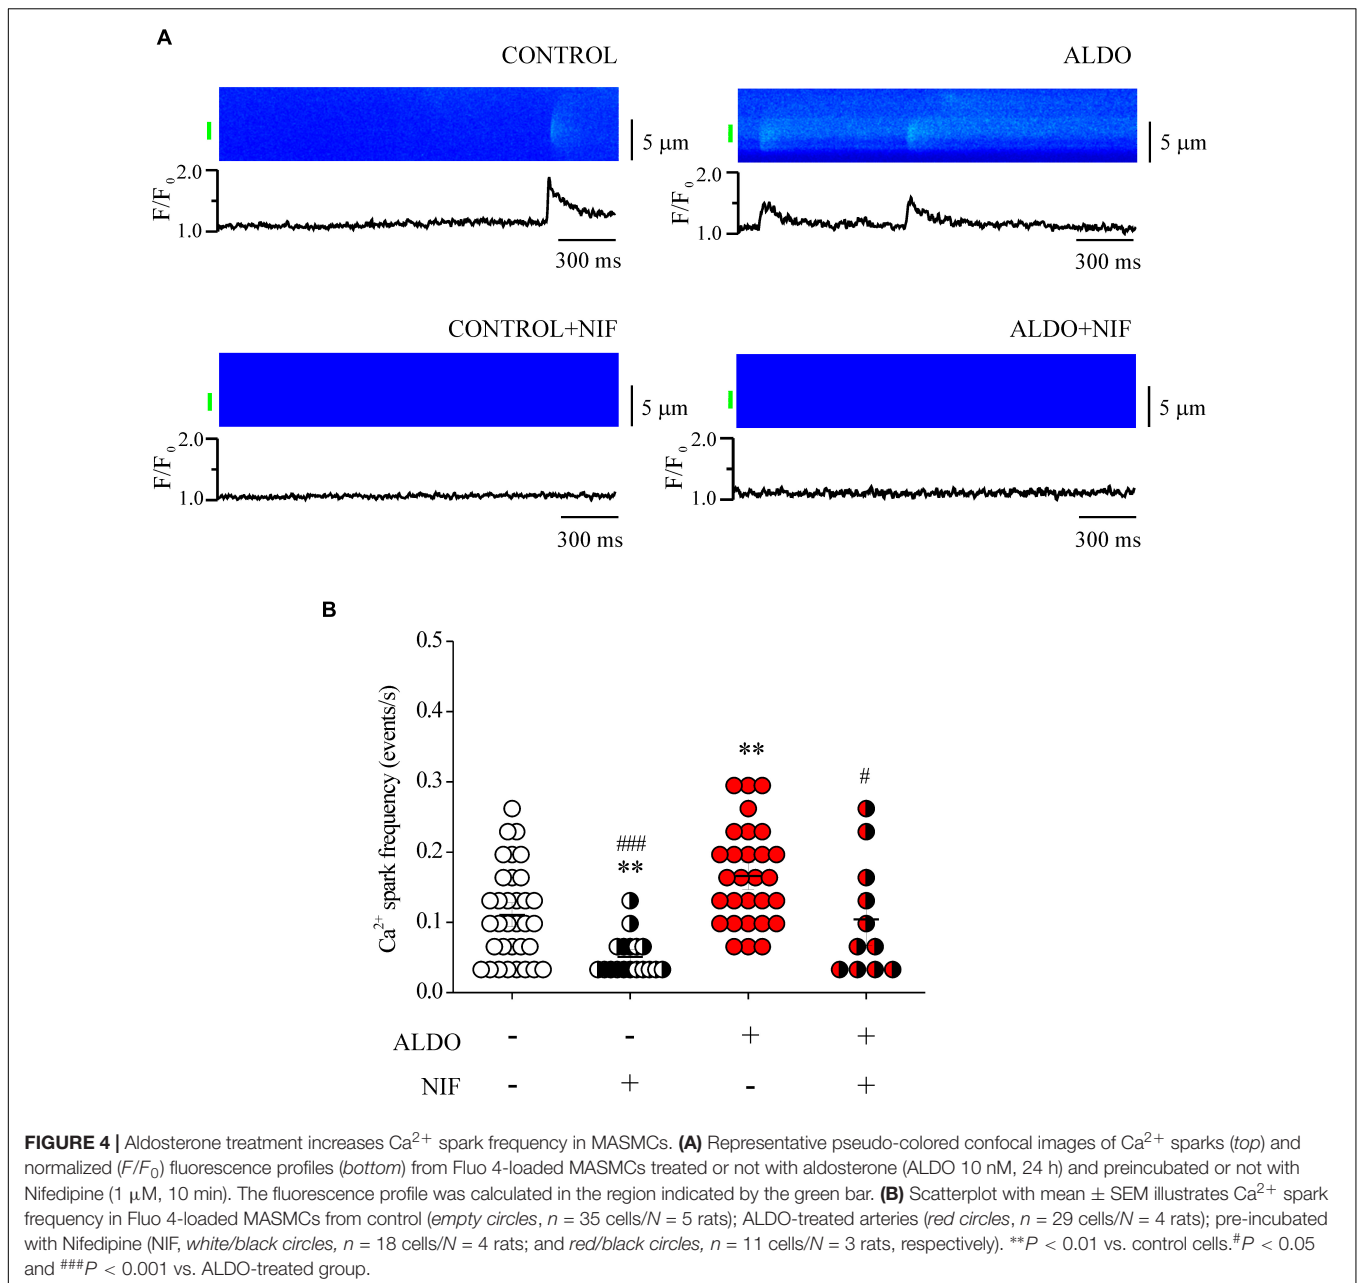 A
CONTROL
ALDO
5 μm
5 μm
F/F0
2.0
1.0
F/F0
2.0
1.0
300 ms
300 ms
CONTROL+NIF
ALDO+NIF
5 μm
5 μm
F/F0
2.0
1.0
F/F0
2.0
1.0
300 ms
300 ms
B
Ca2+ spark frequency (events/s)
0.5
0.4
0.3
0.2
0.1
0.0
**
#
###
**
ALDO - - + +
NIF - + - +
FIGURE 4 | Aldosterone treatment increases Ca2+ spark frequency in MASMCs. (A) Representative pseudo-colored confocal images of Ca2+ sparks (top) and
normalized (F/F0) fluorescence profiles (bottom) from Fluo 4-loaded MASMCs treated or not with aldosterone (ALDO 10 nM, 24 h) and preincubated or not with
Nifedipine (1 μM, 10 min). The fluorescence profile was calculated in the region indicated by the green bar. (B) Scatterplot with mean ± SEM illustrates Ca2+ spark
frequency in Fluo 4-loaded MASMCs from control (empty circles, n = 35 cells/N = 5 rats); ALDO-treated arteries (red circles, n = 29 cells/N = 4 rats); pre-incubated
with Nifedipine (NIF, white/black circles, n = 18 cells/N = 4 rats; and red/black circles, n = 11 cells/N = 3 rats, respectively). **P < 0.01 vs. control cells.#P < 0.05
and ###P < 0.001 vs. ALDO-treated group.